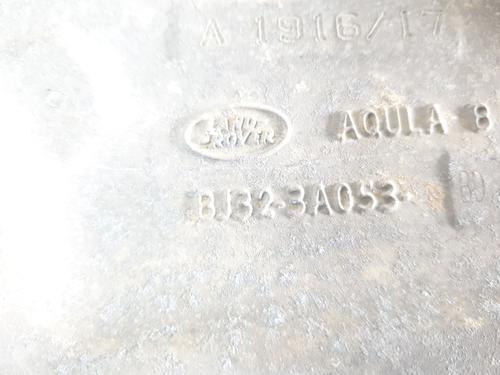 A 1916/17
LAND
ROVER
AQULA 8
BJ32-3A053-